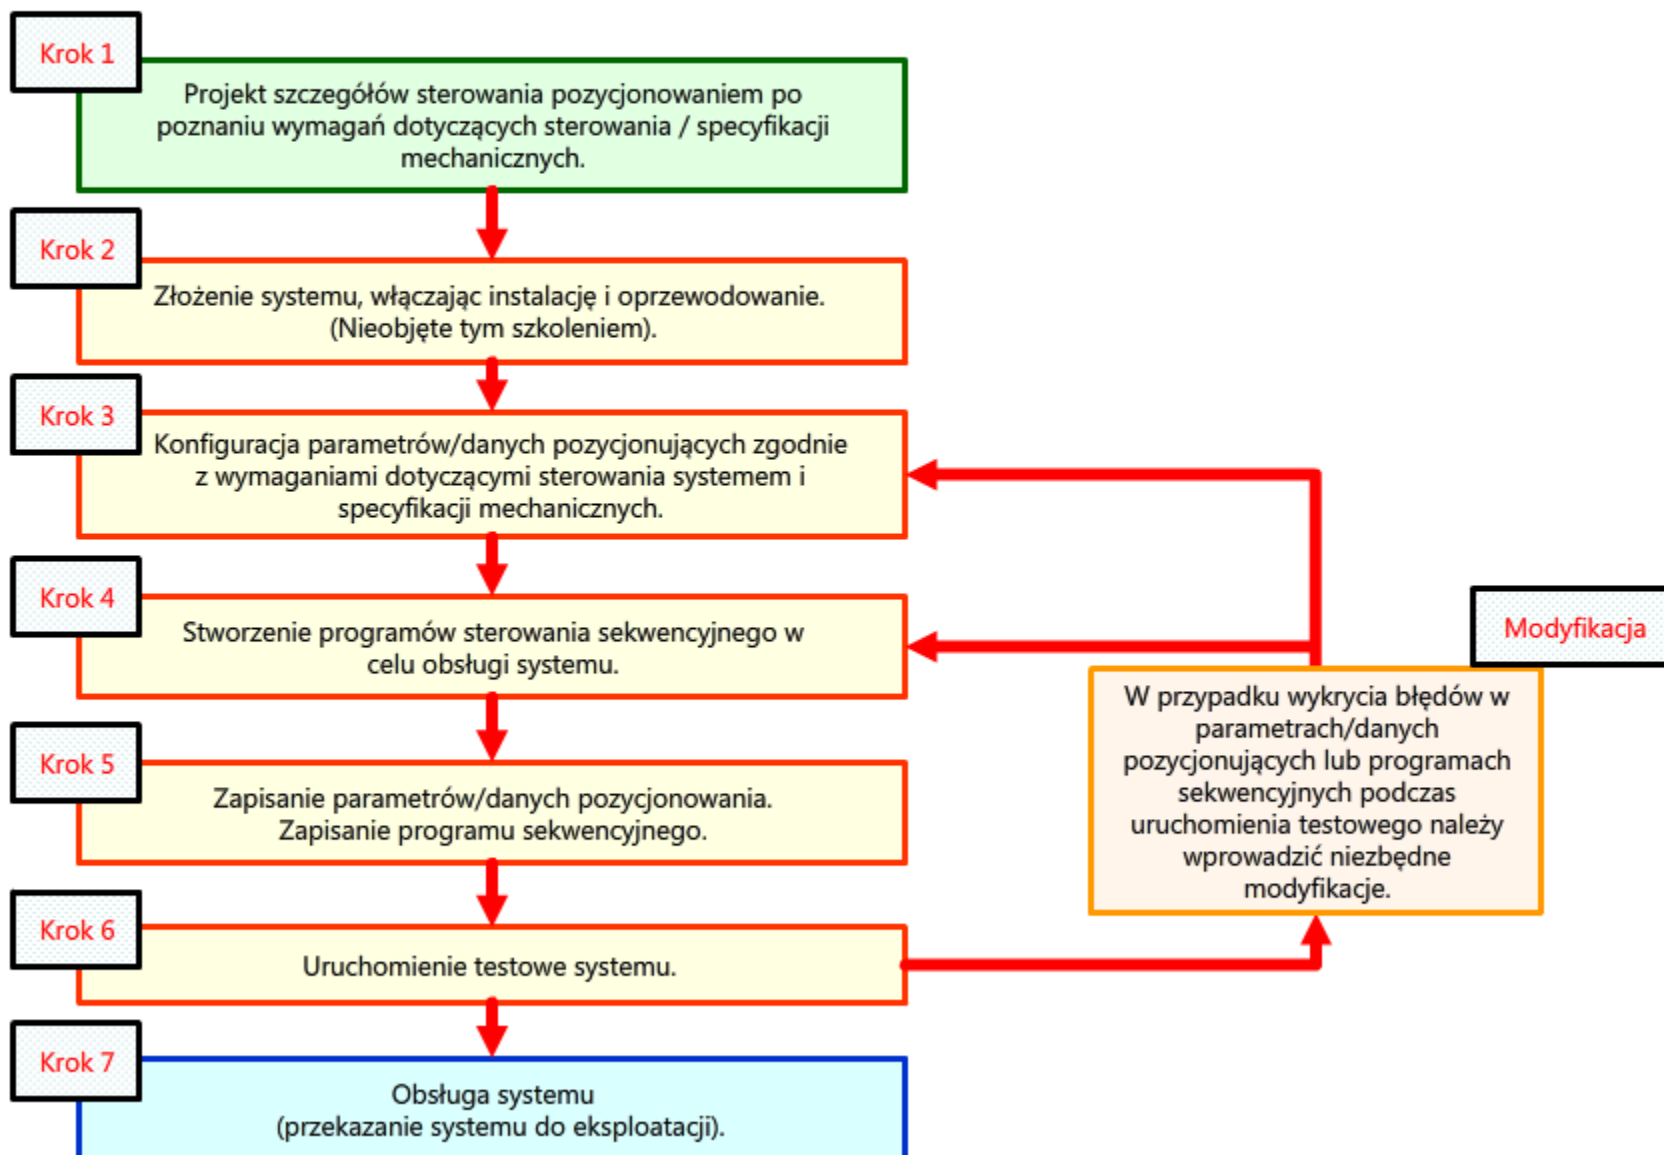 Krok 1
Projekt szczegółów sterowania pozycjonowaniem po
poznaniu wymagań dotyczących sterowania / specyfikacji
mechanicznych.
Krok 2
Złożenie systemu, włączając instalację i oprzewodowanie.
(Nieobjęte tym szkoleniem).
Krok 3
Konfiguracja parametrów/danych pozycjonujących zgodnie
z wymaganiami dotyczącymi sterowania systemem i
specyfikacji mechanicznych.
Krok 4
Stworzenie programów sterowania sekwencyjnego w
celu obsługi systemu.
Krok 5
Zapisanie parametrów/danych pozycjonowania.
Zapisanie programu sekwencyjnego.
Krok 6
Uruchomienie testowe systemu.
Krok 7
Obsługa systemu
(przekazanie systemu do eksploatacji).
Modyfikacja
W przypadku wykrycia błędów w
parametrach/danych
pozycjonujących lub programach
sekwencyjnych podczas
uruchomienia testowego należy
wprowadzić niezbędne
modyfikacje.